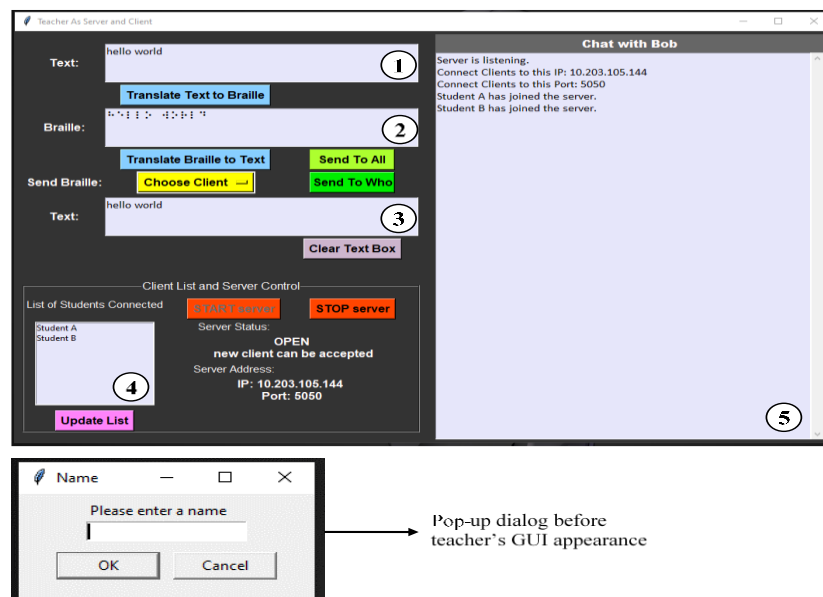 Teacher As Server and Client
Text:
hello world
1
Translate Text to Braille
Braille:
⠓⠑⠇⠇⠕ ⠺⠕⠗⠇⠙
2
Translate Braille to Text
Send To All
Send Braille:
Choose Client
Send To Who
Text:
hello world
3
Clear Text Box
Client List and Server Control
List of Students Connected
Student A
Student B
4
Update List
START server
STOP server
Server Status:
OPEN
new client can be accepted
Server Address:
IP: 10.203.105.144
Port: 5050
Chat with Bob
Server is listening.
Connect Clients to this IP: 10.203.105.144
Connect Clients to this Port: 5050
Student A has joined the server.
Student B has joined the server.
5
Name
Please enter a name
OK
Cancel
Pop-up dialog before
teacher's GUI appearance